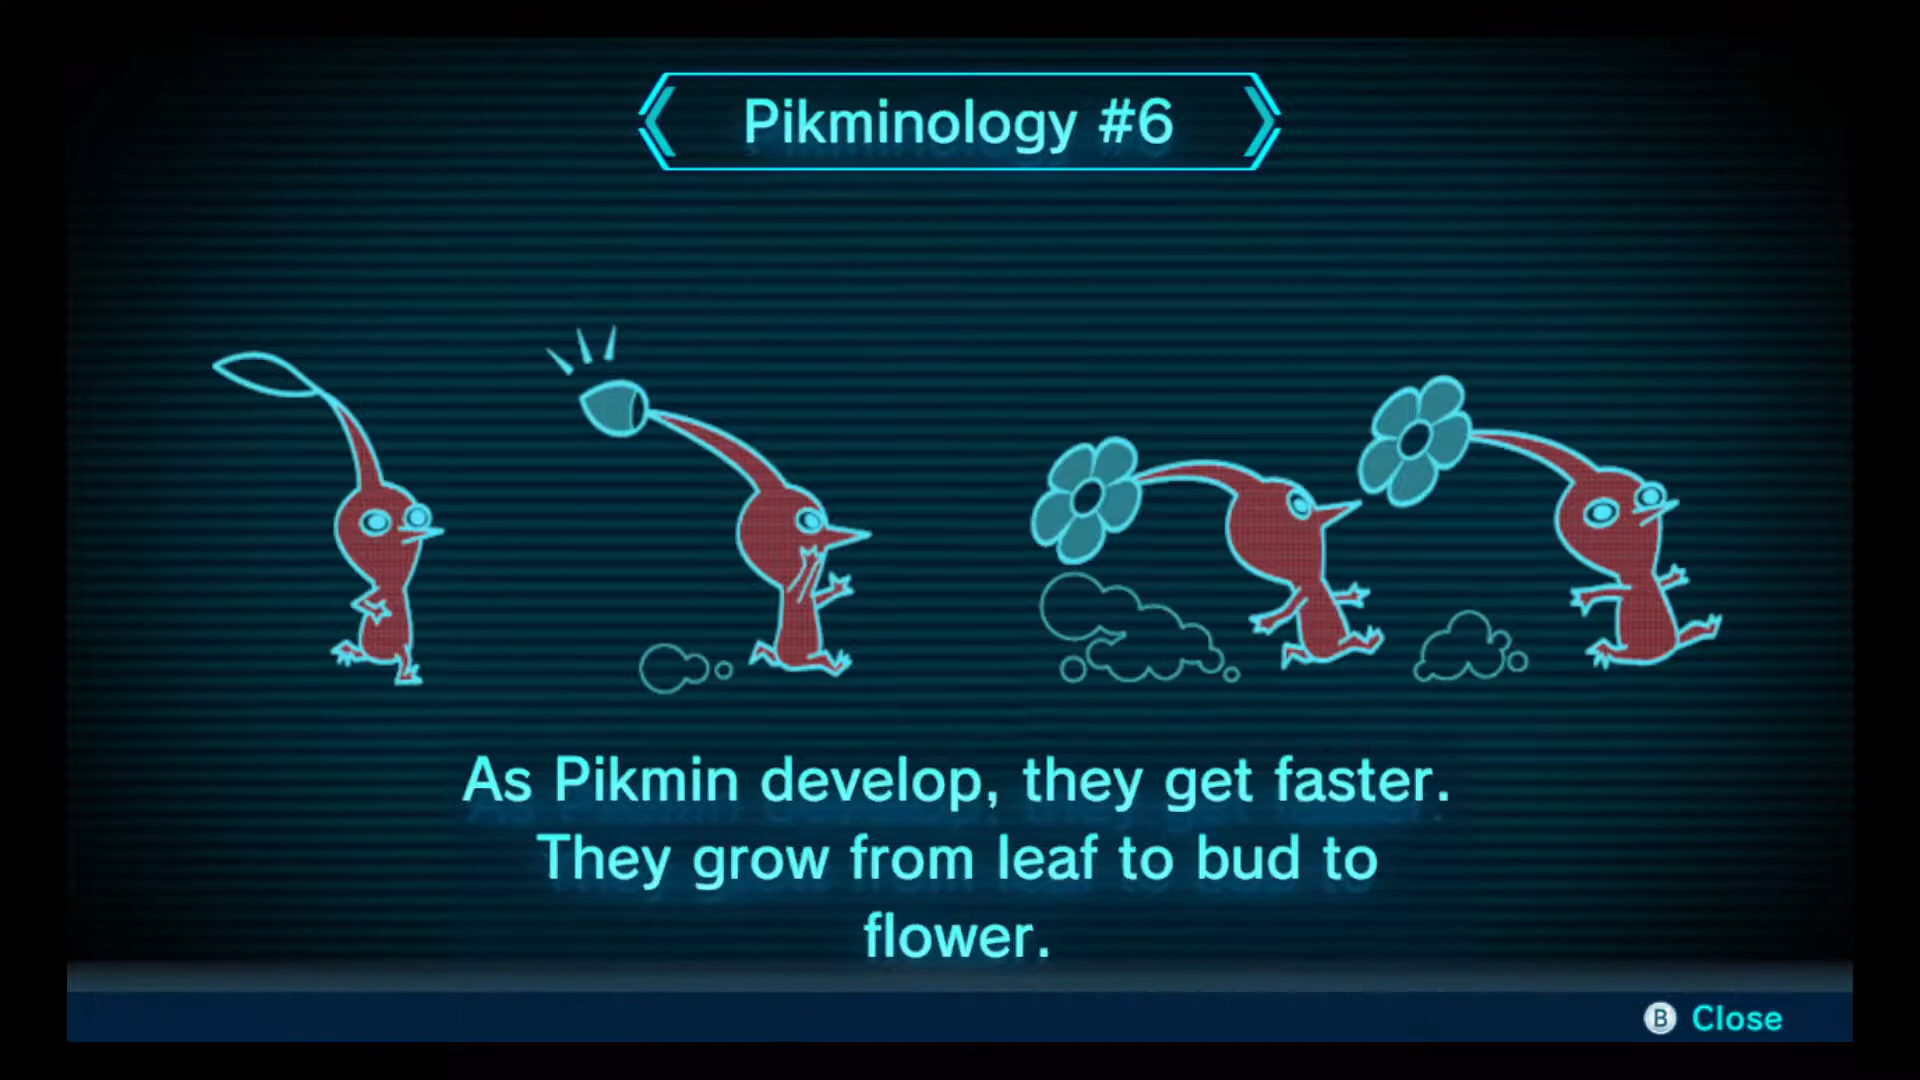 Pikminology #6
As Pikmin develop, they get faster.
They grow from leaf to bud to
flower.
B Close